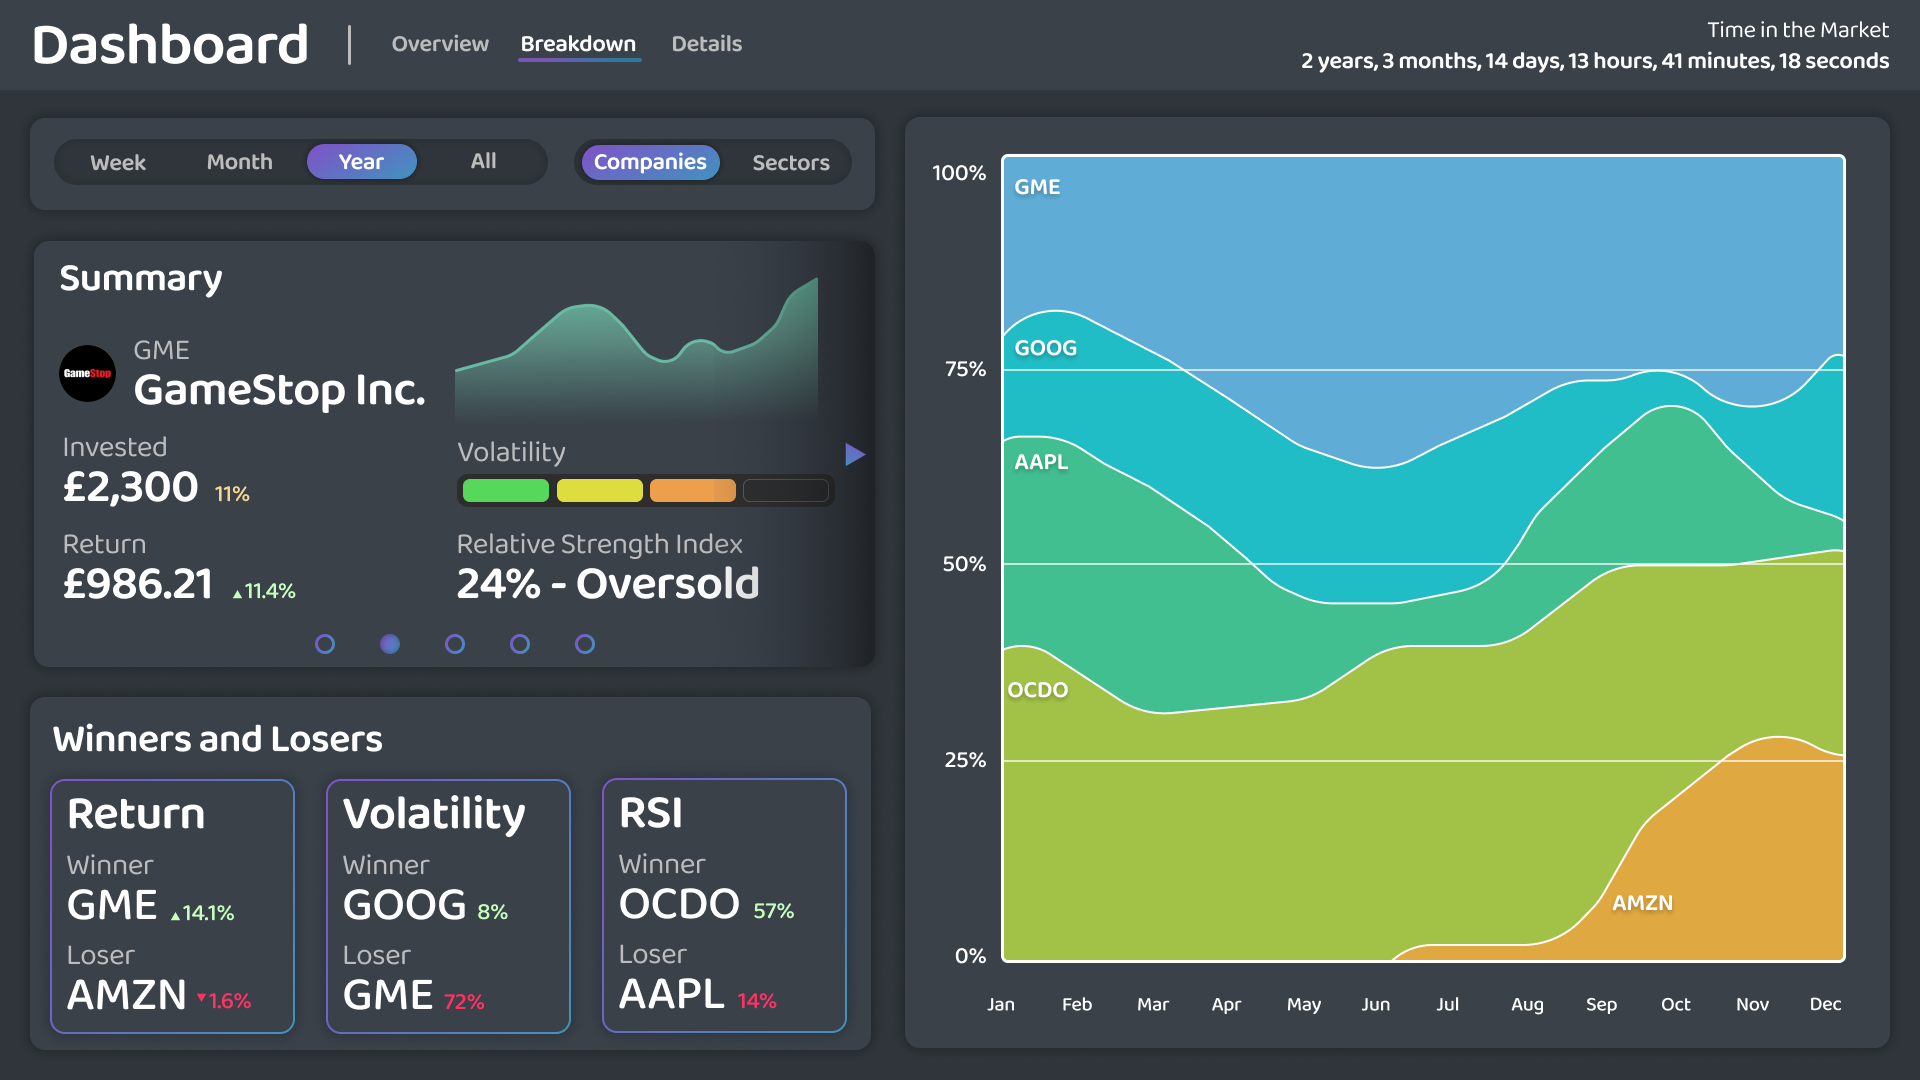 Dashboard
Overview
Breakdown
Details
Time in the Market
2 years, 3 months, 14 days, 13 hours, 41 minutes, 18 seconds
Week
Month
Year
All
Companies
Sectors
Summary
GameStop
GME
GameStop Inc.
Invested
£2,300 11%
Return
£986.21 ▲11.4%
Volatility
Relative Strength Index
24% - Oversold
Winners and Losers
Return
Winner
GME ▲14.1%
Loser
AMZN ▼1.6%
Volatility
Winner
GOOG 8%
Loser
GME 72%
RSI
Winner
OCDO 57%
Loser
AAPL 14%
100%
75%
50%
25%
0%
GME
GOOG
AAPL
OCDO
AMZN
Jan Feb Mar Apr May Jun Jul Aug Sep Oct Nov Dec